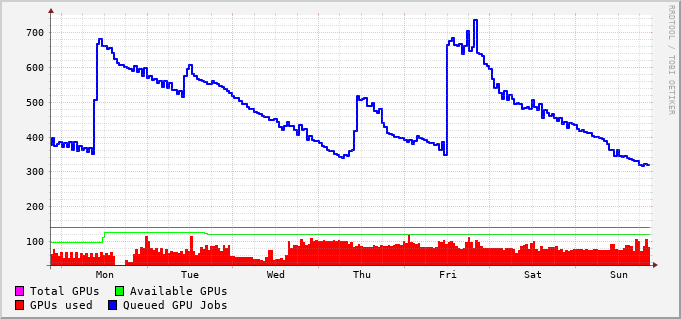 700
600
500
400
300
200
100
Mon Tue Wed Thu Fri Sat Sun
Total GPUs Available GPUs
GPUs used Queued GPU Jobs
RRDTOOL / TOBI OETIKER